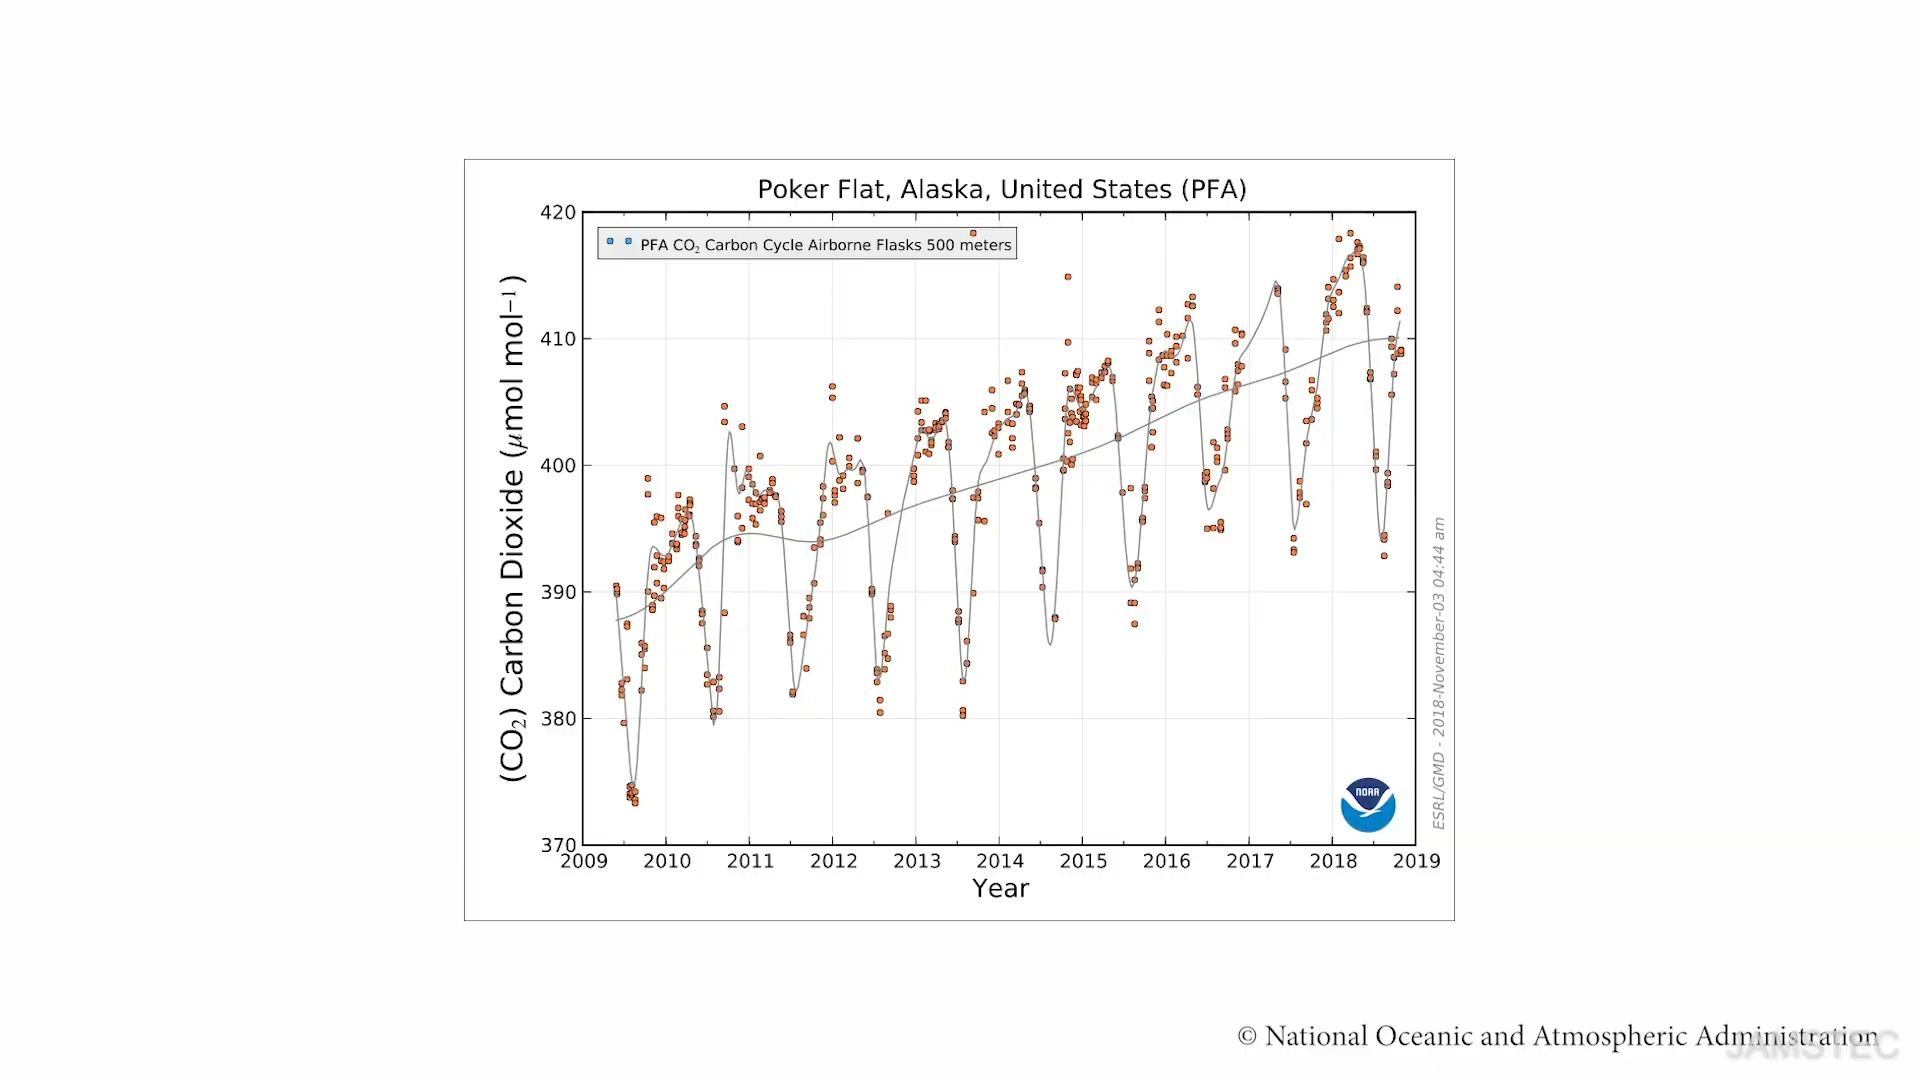 Poker Flat, Alaska, United States (PFA)
PFA CO₂ Carbon Cycle Airborne Flasks 500 meters
(CO₂) Carbon Dioxide (μmol mol⁻¹)
420
410
400
390
380
370
2009 2010 2011 2012 2013 2014 2015 2016 2017 2018 2019
Year
NOAA
ESRL/GMD - 2018-November-03 04:44 am
© National Oceanic and Atmospheric Administration
JAMSTEC